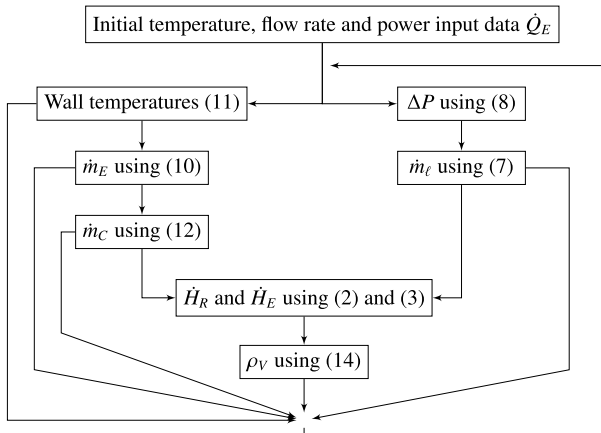 Initial temperature, flow rate and power input data Q̇_E
Wall temperatures (11)
ΔP using (8)
ṁ_E using (10)
ṁ_ℓ using (7)
ṁ_C using (12)
Ḣ_R and Ḣ_E using (2) and (3)
ρ_V using (14)